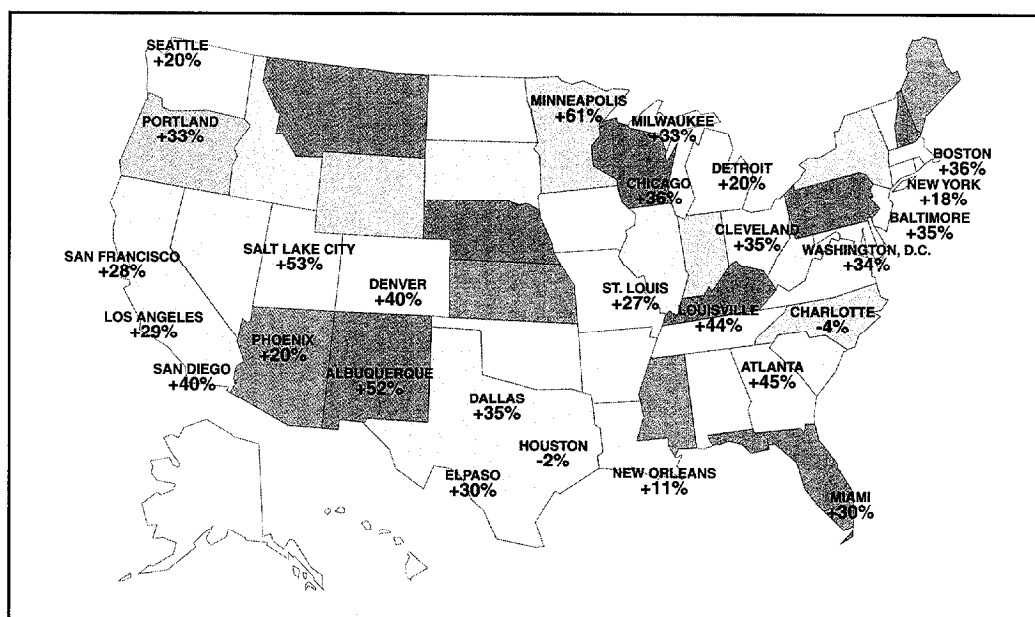 SEATTLE
+20%
PORTLAND
+33%
MINNEAPOLIS
+61%
MILWAUKEE
+33%
CHICAGO
+36%
DETROIT
+20%
BOSTON
+36%
NEW YORK
+18%
BALTIMORE
+35%
CLEVELAND
+35%
WASHINGTON, D.C.
+34%
SAN FRANCISCO
+28%
SALT LAKE CITY
+53%
DENVER
+40%
ST. LOUIS
+27%
LOUISVILLE
+44%
CHARLOTTE
-4%
LOS ANGELES
+29%
PHOENIX
+20%
SAN DIEGO
+40%
ALBUQUERQUE
+52%
ATLANTA
+45%
DALLAS
+35%
HOUSTON
-2%
ELPASO
+30%
NEW ORLEANS
+11%
MIAMI
+30%